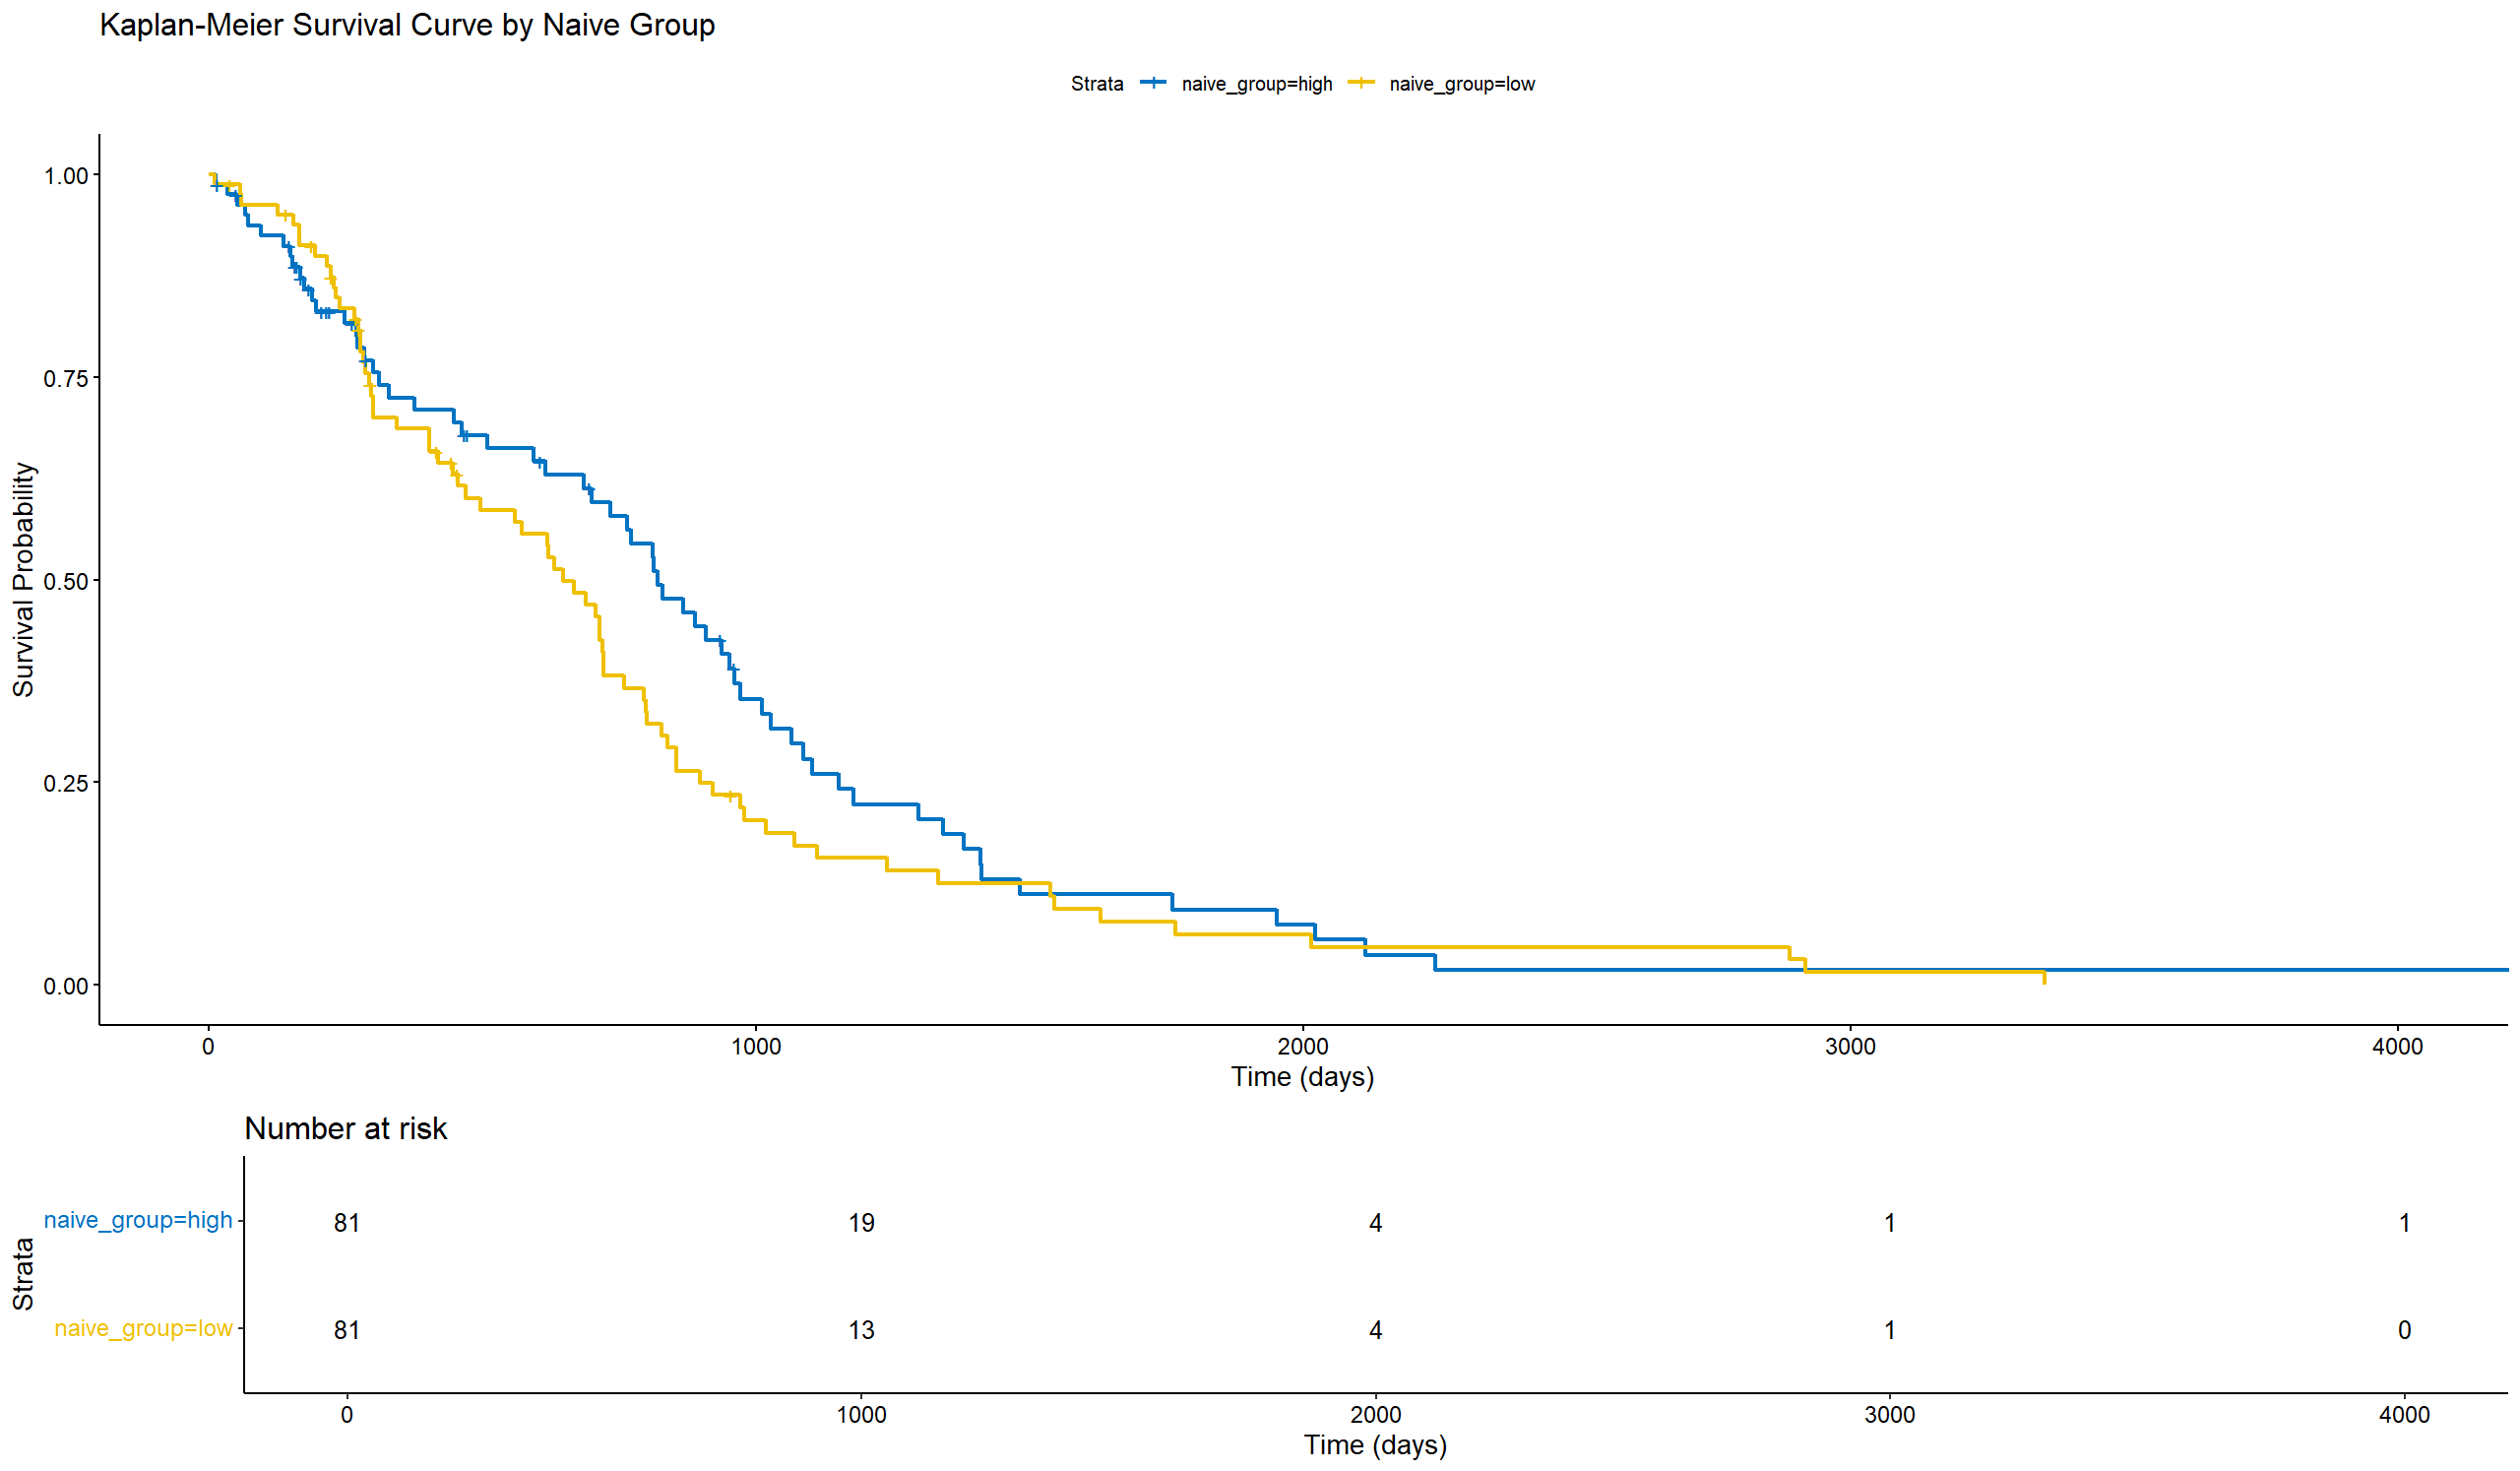 Kaplan-Meier Survival Curve by Naive Group
Strata naive_group=high naive_group=low
Survival Probability
1.00
0.75
0.50
0.25
0.00
0 1000 2000 3000 4000
Time (days)
Number at risk
Strata
naive_group=high 81 19 4 1 1
naive_group=low 81 13 4 1 0
0 1000 2000 3000 4000
Time (days)